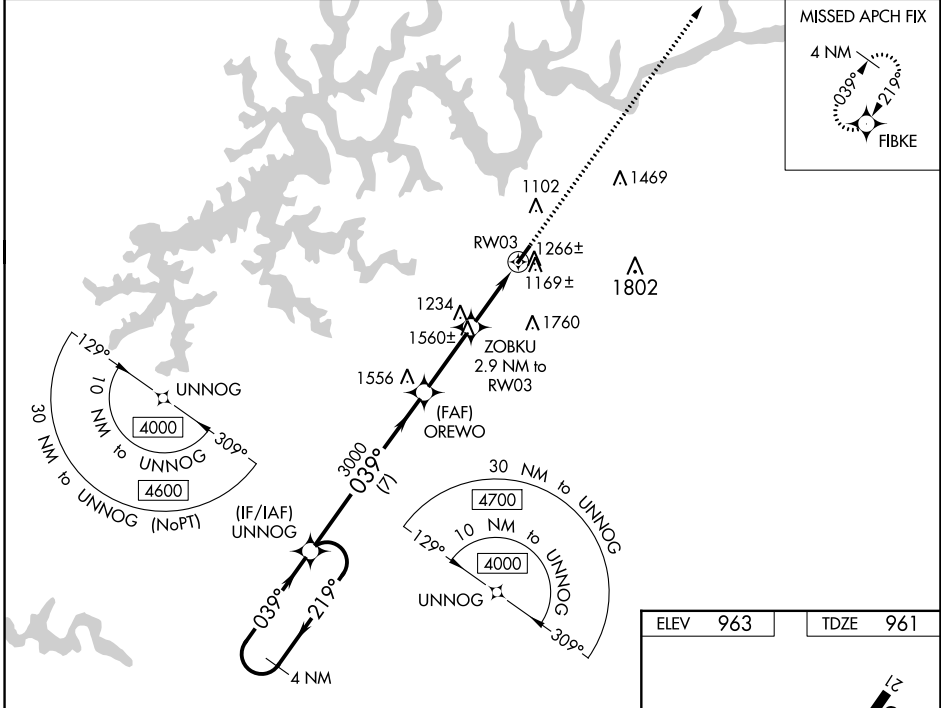 MISSED APCH FIX
4 NM
039°
219°
FIBKE
1469
1102
RW03
1266±
1169±
1802
1234
1560±
1760
ZOBKU
2.9 NM to
RW03
1556
(FAF)
OREWO
129°
UNNOG
10 NM to UNNOG
4000
309°
30 NM to UNNOG (NoPT)
4600
3000
039°
(7)
(IF/IAF)
UNNOG
30 NM to UNNOG
4700
129°
10 NM to UNNOG
4000
UNNOG
309°
039°
219°
4 NM
ELEV 963
TDZE 961
21